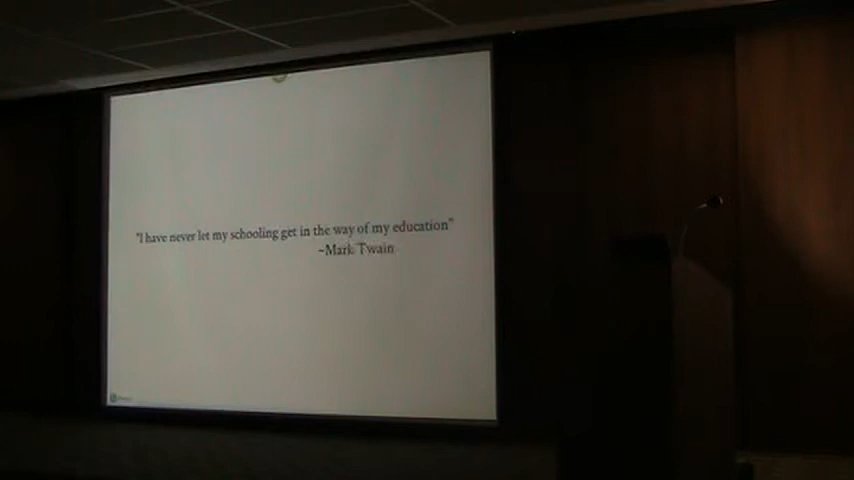 "I have never let my schooling get in the way of my education"
~Mark Twain